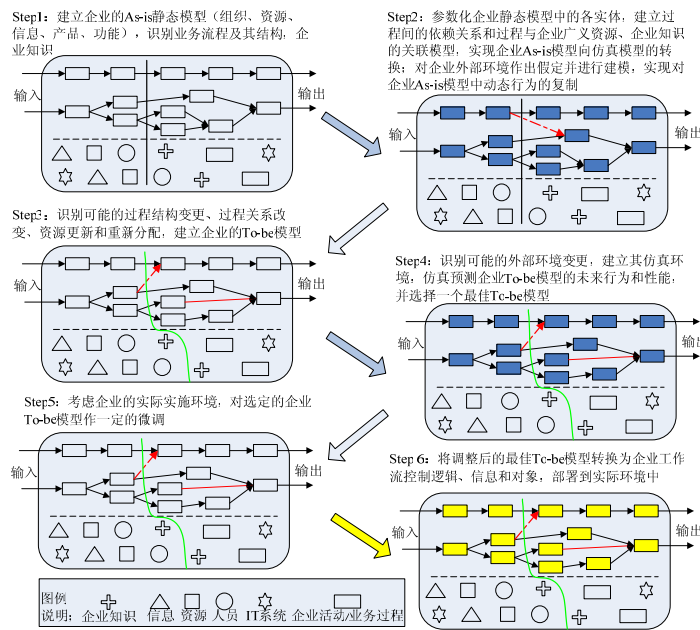 Step1：建立企业的As-is静态模型（组织、资源、
信息、产品、功能），识别业务流程及其结构，企
业知识
输入
输出
Step2：参数化企业静态模型中的各实体，建立过
程间的依赖关系和过程与企业广义资源、企业知识
的关联模型，实现企业As-is模型向仿真模型的转
换；对企业外部环境作出假定并进行建模，实现对
企业As-is模型中动态行为的复制
输入
输出
Step3：识别可能的过程结构变更、过程关系改
变、资源更新和重新分配，建立企业的To-be模型
输入
输出
Step4：识别可能的外部环境变更，建立其仿真环
境，仿真预测企业To-be模型的未来行为和性能，
并选择一个最佳Tc-be模型
输入
输出
Step5：考虑企业的实际实施环境，对选定的企业
To-be模型作一定的微调
输入
输出
Step 6：将调整后的最佳Tc-be模型转换为企业工作
流控制逻辑、信息和对象，部署到实际环境中
输入
输出
图例
说明：企业知识 信息 资源 人员 IT系统 企业活动/业务过程